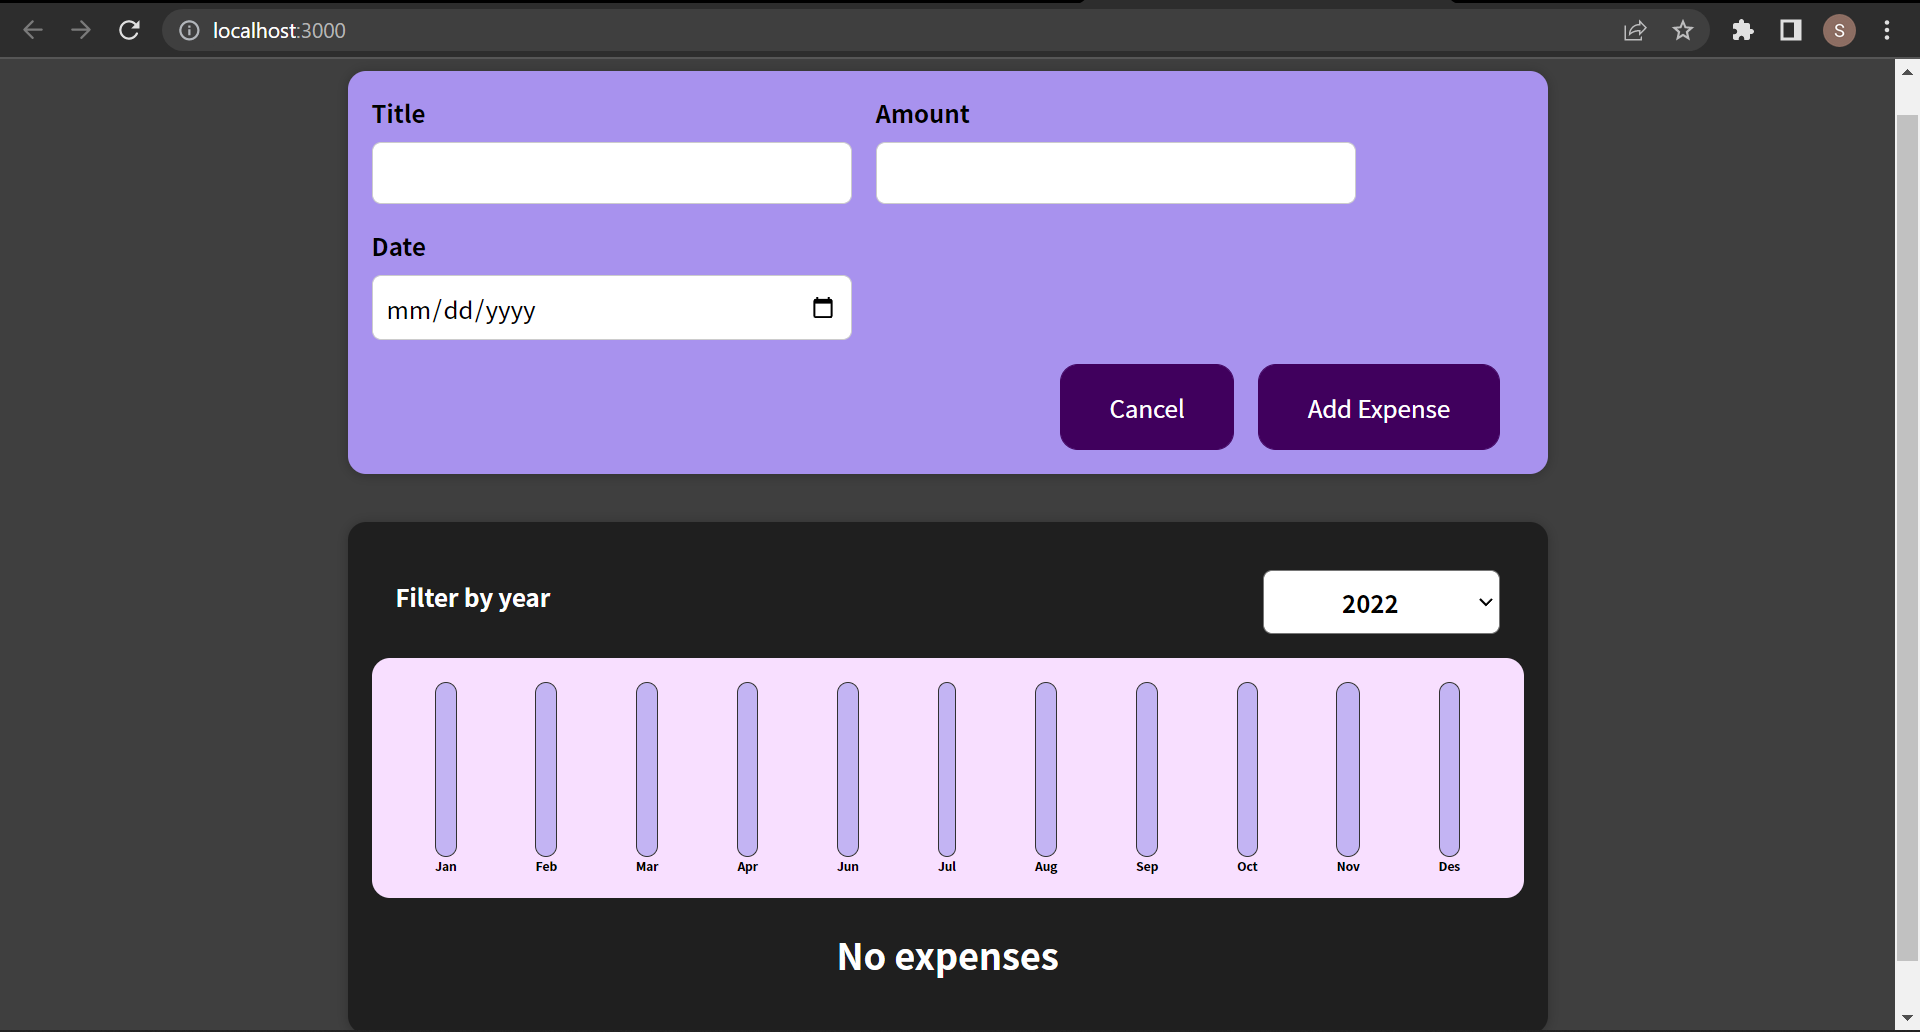 localhost:3000
S
Title
Amount
Date
mm/dd/yyyy
Cancel
Add Expense
Filter by year
2022
Jan Feb Mar Apr Jun Jul Aug Sep Oct Nov Des
No expenses